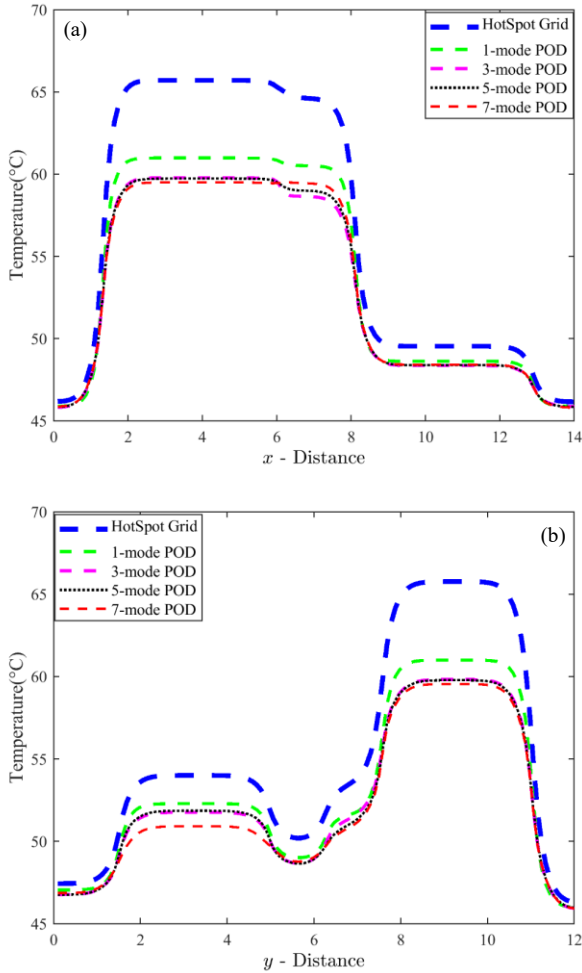 (a)
HotSpot Grid
1-mode POD
3-mode POD
5-mode POD
7-mode POD
70
65
60
55
50
45
Temperature(°C)
0 2 4 6 8 10 12 14
x - Distance
(b)
HotSpot Grid
1-mode POD
3-mode POD
5-mode POD
7-mode POD
70
65
60
55
50
45
Temperature(°C)
0 2 4 6 8 10 12
y - Distance